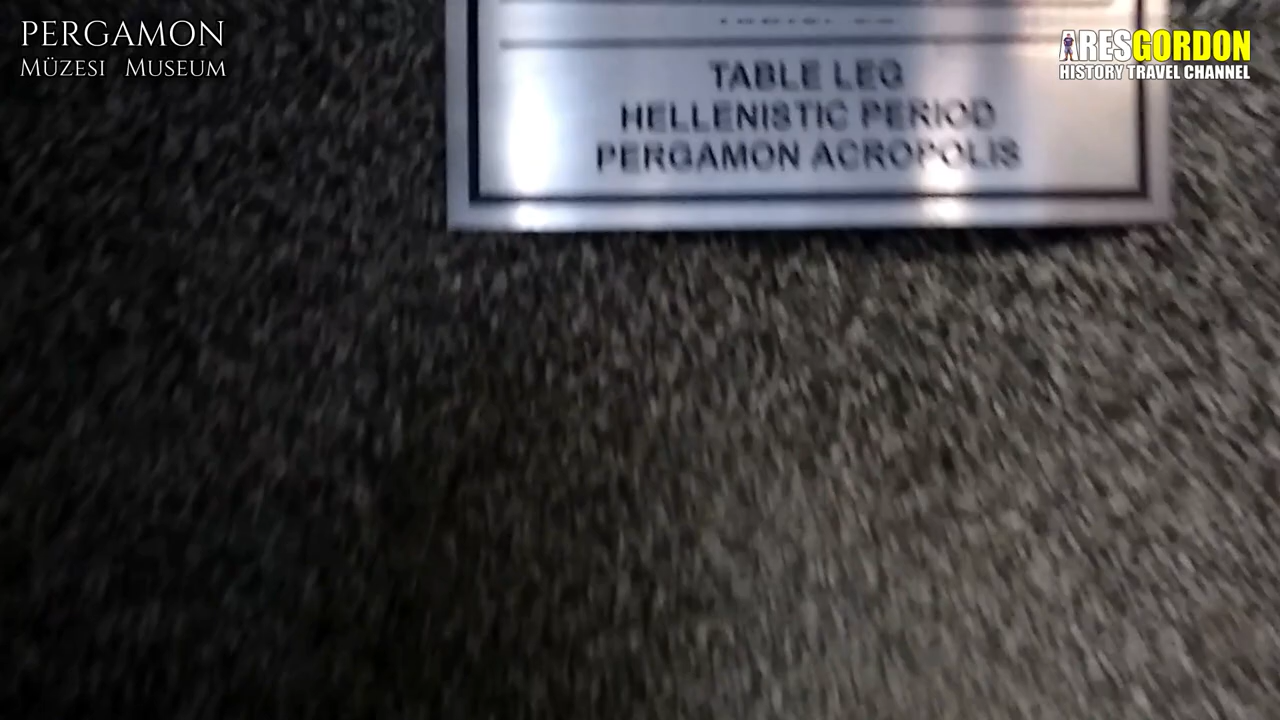 PERGAMON
MÜZESI MUSEUM
ARESGORDON
HISTORY TRAVEL CHANNEL
TABLE LEG
HELLENISTIC PERIOD
PERGAMON ACROPOLIS